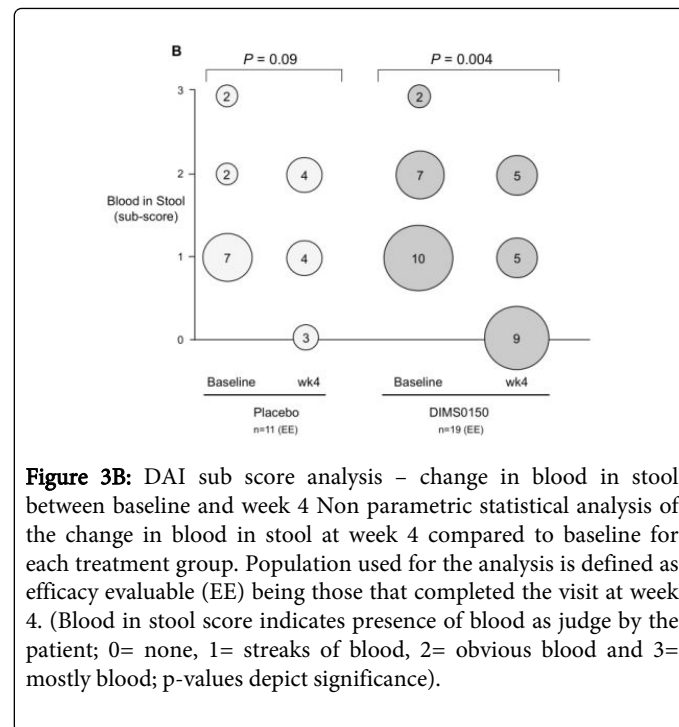 B
P = 0.09 P = 0.004
3 2 2
2 2 4 7 5
Blood in Stool
(sub-score)
1 7 4 10 5
0 3 9
Baseline wk4 Baseline wk4
Placebo DIMS0150
n=11 (EE) n=19 (EE)
Figure 3B: DAI sub score analysis – change in blood in stool
between baseline and week 4 Non parametric statistical analysis of
the change in blood in stool at week 4 compared to baseline for
each treatment group. Population used for the analysis is defined as
efficacy evaluable (EE) being those that completed the visit at week
4. (Blood in stool score indicates presence of blood as judge by the
patient; 0= none, 1= streaks of blood, 2= obvious blood and 3=
mostly blood; p-values depict significance).